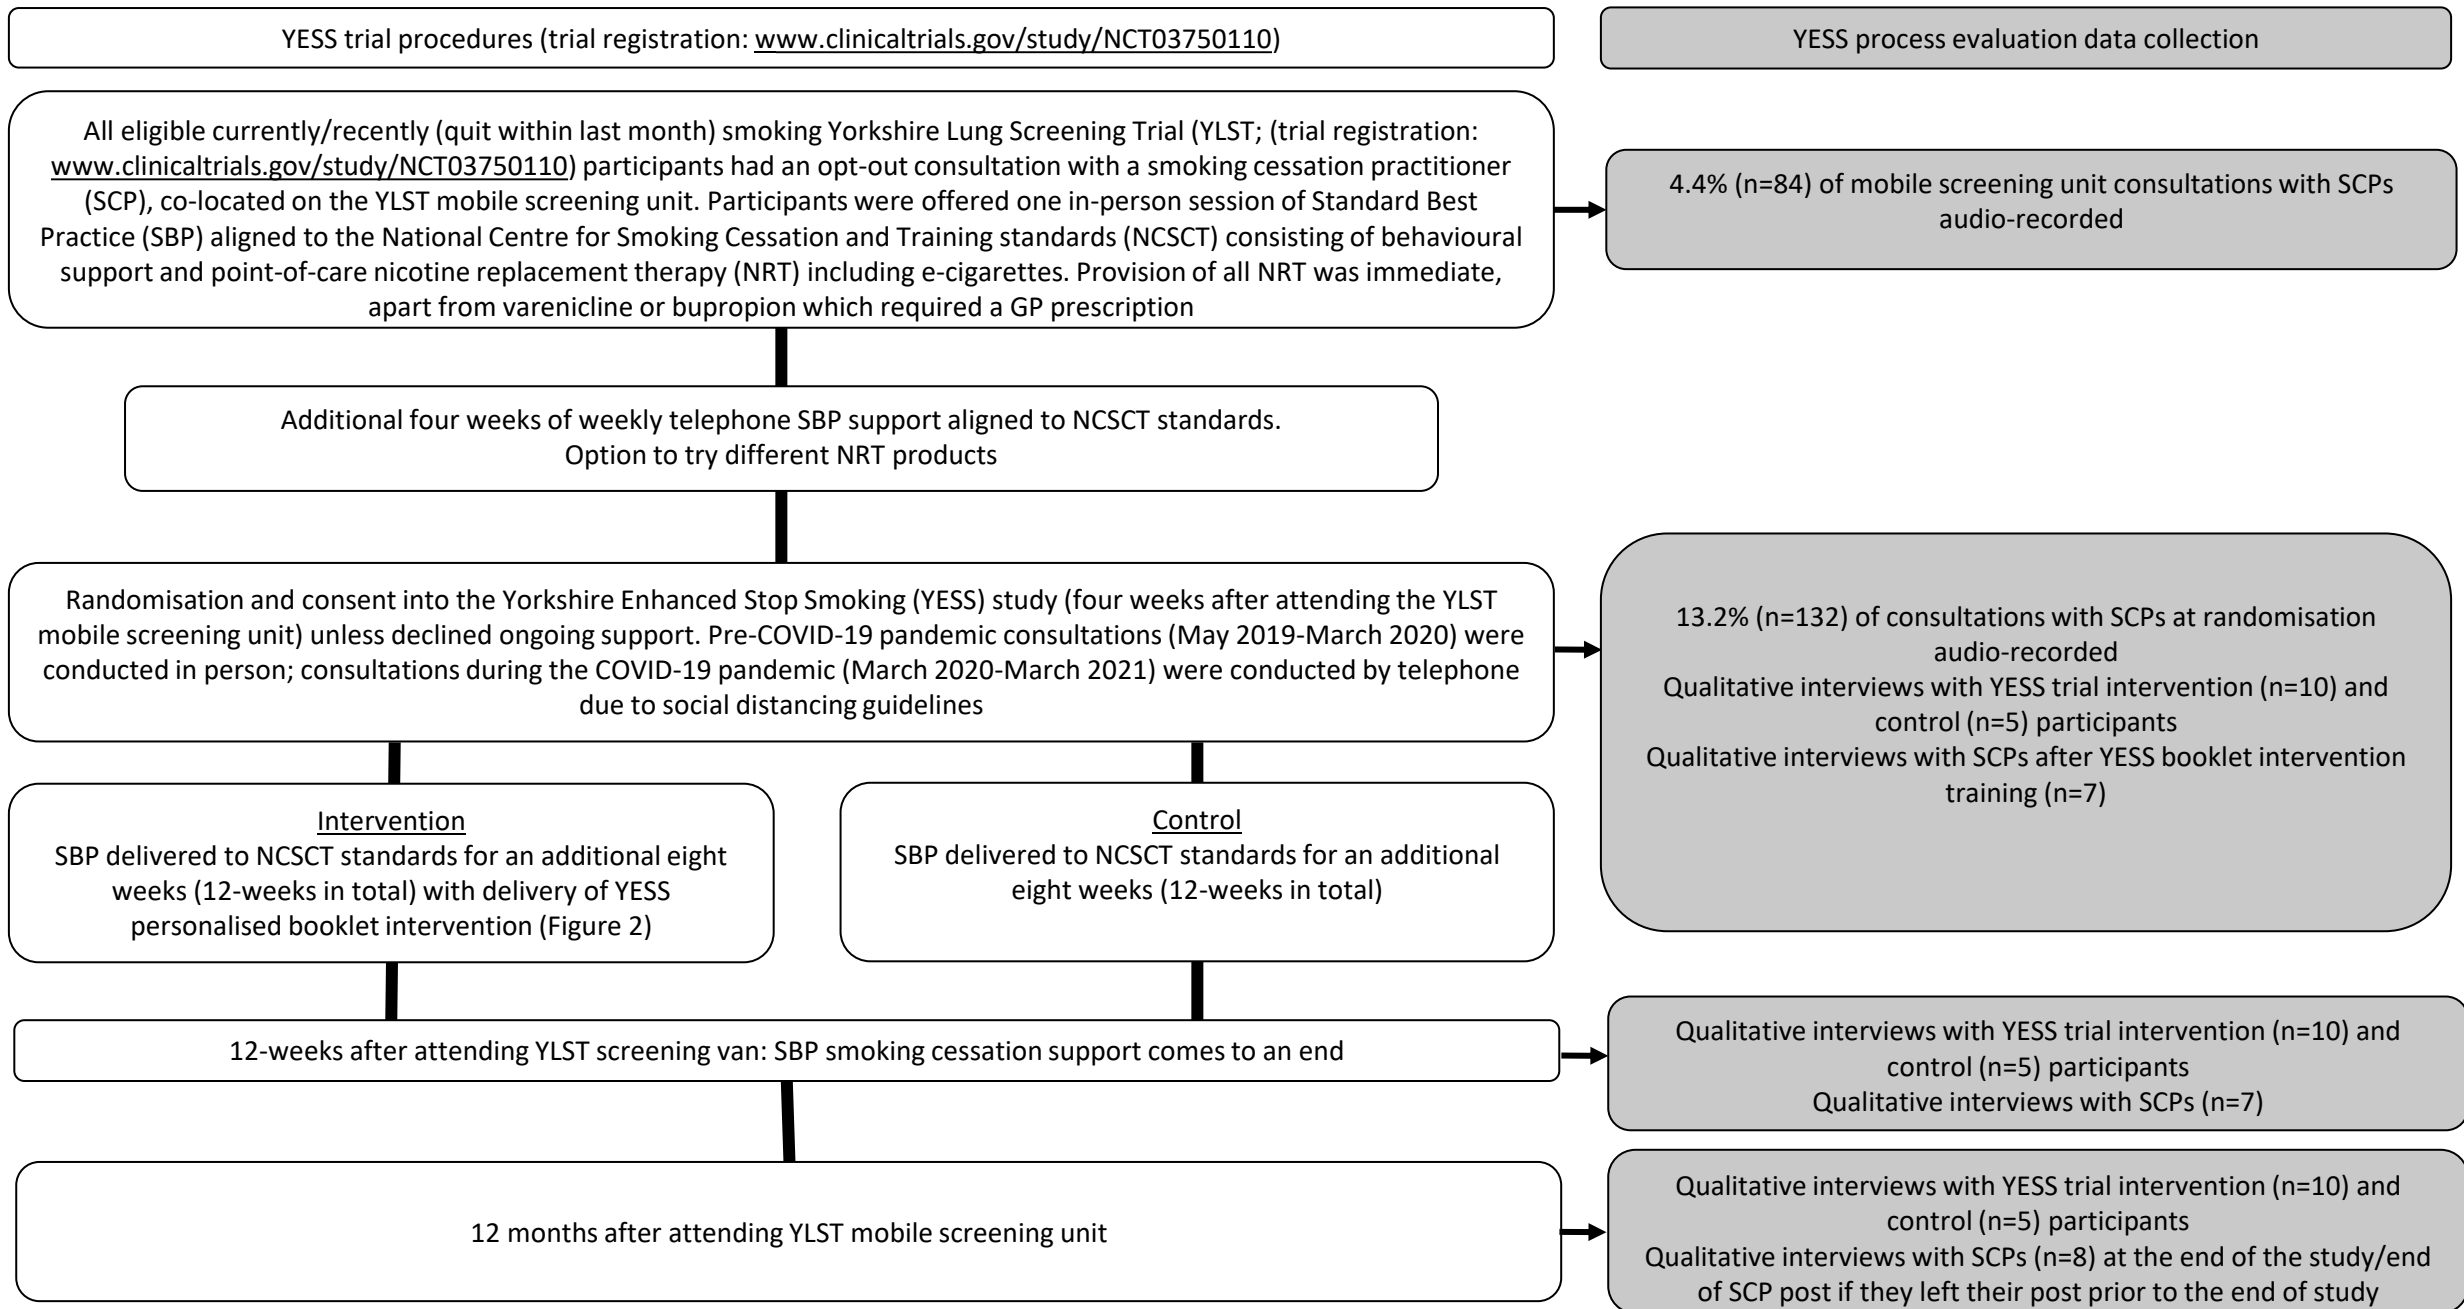 YESS trial procedures (trial registration: www.clinicaltrials.gov/study/NCT03750110)
YESS process evaluation data collection
All eligible currently/recently (quit within last month) smoking Yorkshire Lung Screening Trial (YLST; (trial registration:
www.clinicaltrials.gov/study/NCT03750110) participants had an opt-out consultation with a smoking cessation practitioner
(SCP), co-located on the YLST mobile screening unit. Participants were offered one in-person session of Standard Best
Practice (SBP) aligned to the National Centre for Smoking Cessation and Training standards (NCSCT) consisting of behavioural
support and point-of-care nicotine replacement therapy (NRT) including e-cigarettes. Provision of all NRT was immediate,
apart from varenicline or bupropion which required a GP prescription
4.4% (n=84) of mobile screening unit consultations with SCPs
audio-recorded
Additional four weeks of weekly telephone SBP support aligned to NCSCT standards.
Option to try different NRT products
Randomisation and consent into the Yorkshire Enhanced Stop Smoking (YESS) study (four weeks after attending the YLST
mobile screening unit) unless declined ongoing support. Pre-COVID-19 pandemic consultations (May 2019-March 2020) were
conducted in person; consultations during the COVID-19 pandemic (March 2020-March 2021) were conducted by telephone
due to social distancing guidelines
13.2% (n=132) of consultations with SCPs at randomisation
audio-recorded
Qualitative interviews with YESS trial intervention (n=10) and
control (n=5) participants
Qualitative interviews with SCPs after YESS booklet intervention
training (n=7)
Intervention
SBP delivered to NCSCT standards for an additional eight
weeks (12-weeks in total) with delivery of YESS
personalised booklet intervention (Figure 2)
Control
SBP delivered to NCSCT standards for an additional
eight weeks (12-weeks in total)
12-weeks after attending YLST screening van: SBP smoking cessation support comes to an end
Qualitative interviews with YESS trial intervention (n=10) and
control (n=5) participants
Qualitative interviews with SCPs (n=7)
12 months after attending YLST mobile screening unit
Qualitative interviews with YESS trial intervention (n=10) and
control (n=5) participants
Qualitative interviews with SCPs (n=8) at the end of the study/end
of SCP post if they left their post prior to the end of study